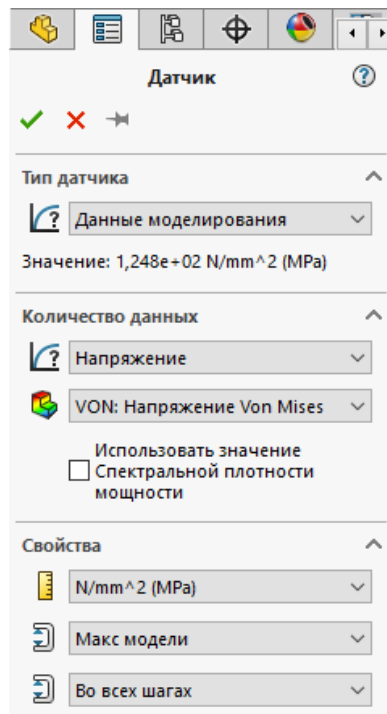 Датчик
Тип датчика
Данные моделирования
Значение: 1,248e+02 N/mm^2 (MPa)
Количество данных
Напряжение
VON: Напряжение Von Mises
Использовать значение
Спектральной плотности
мощности
Свойства
N/mm^2 (MPa)
Макс модели
Во всех шагах